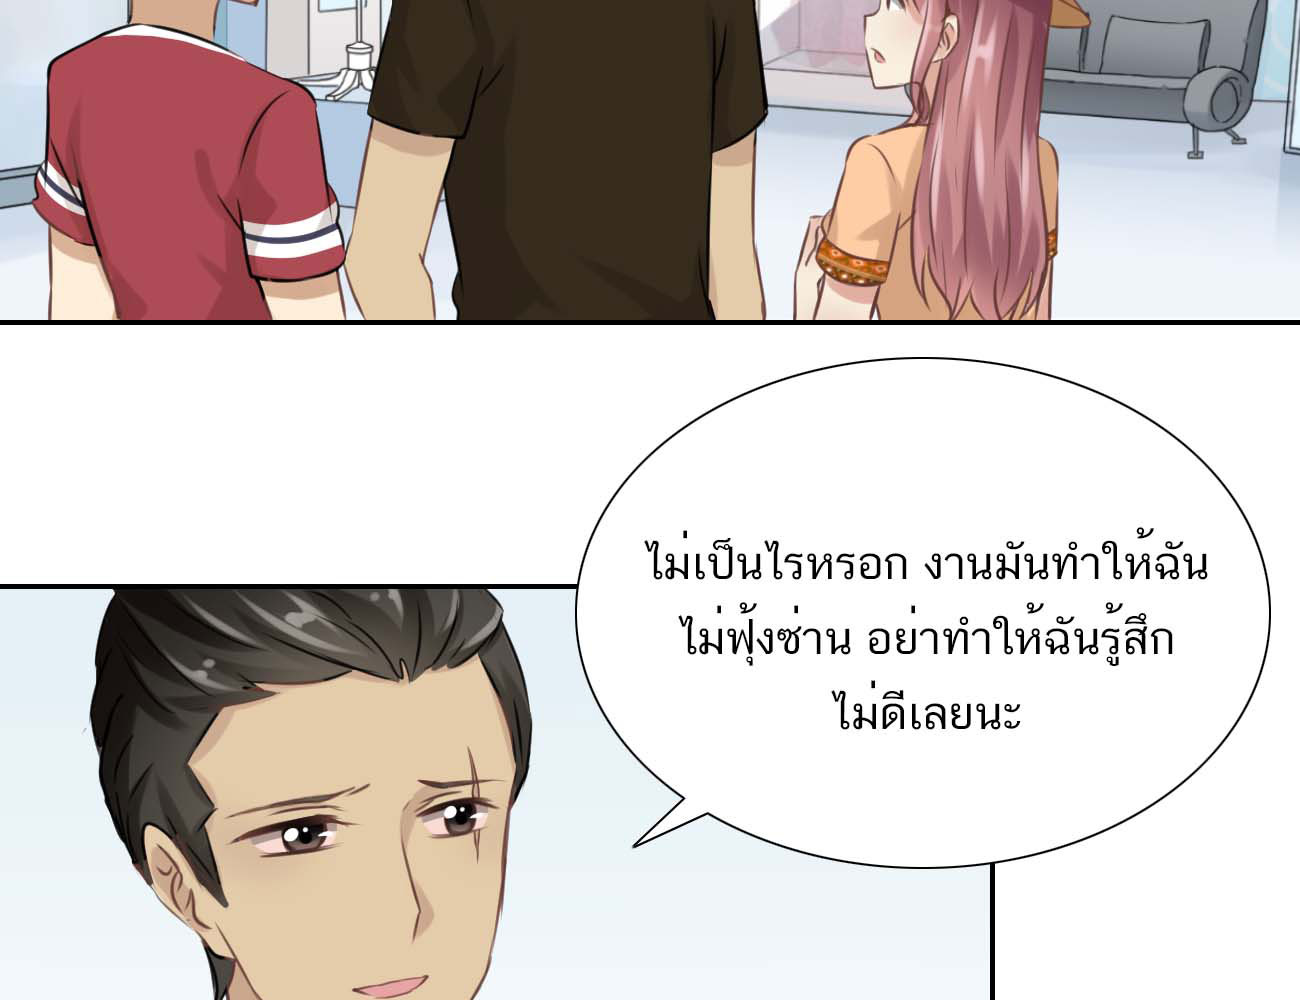 ไม่เป็นไรหรอก งานมันทำให้ฉัน
ไม่ฟุ้งซ่าน อย่าทำให้ฉันรู้สึก
ไม่ดีเลยนะ